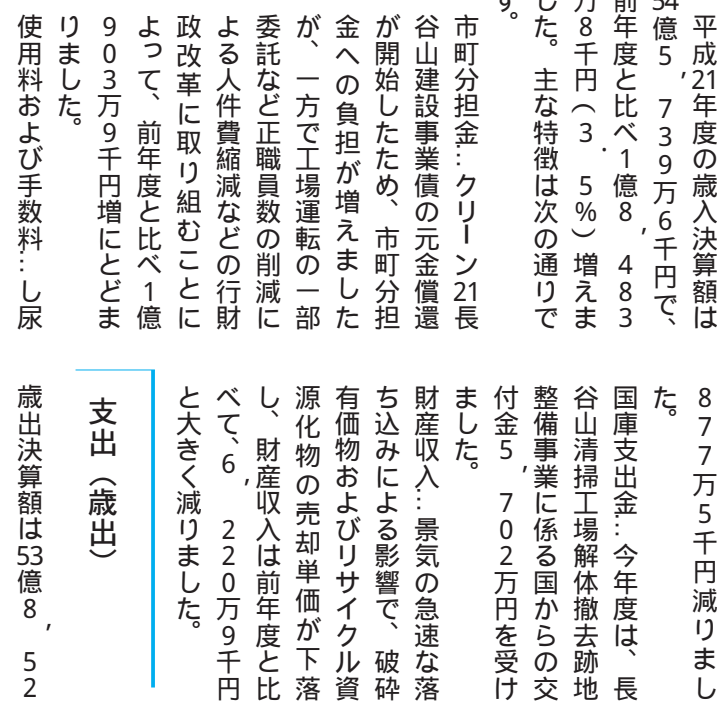 平成21年度の歳入決算額は
54億5,739万6千円で、
前年度と比べ1億8,483
万8千円(3.5%)増えま
した。主な特徴は次の通りで
す。
市町分担金…クリーン21長
谷山建設事業債の元金償還
が開始したため、市町分担
金への負担が増えました
が、一方で工場運転の一部
委託など正職員数の削減に
よる人件費縮減などの行財
政改革に取り組むことに
よって、前年度と比べ1億
903万9千円増にとどま
りました。
使用料および手数料…し尿
877万5千円減りまし
た。
国庫支出金…今年度は、長
谷山清掃工場解体撤去跡地
整備事業に係る国からの交
付金5,702万円を受け
ました。
財産収入…景気の急速な落
ち込みによる影響で、破砕
有価物およびリサイクル資
源化物の売却単価が下落
し、財産収入は前年度と比
べて、6,220万9千円
と大きく減りました。
支出(歳出)
歳出決算額は53億8,52